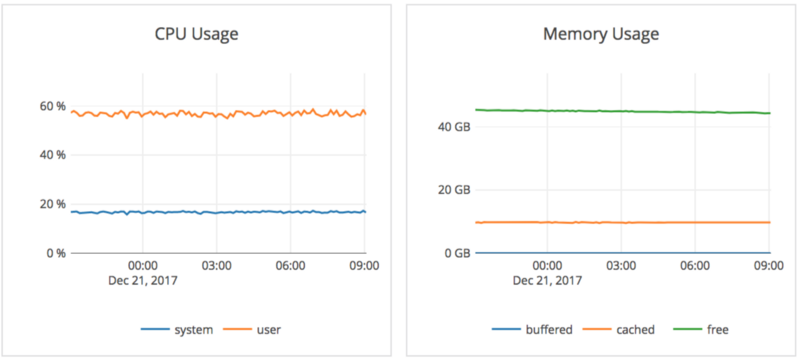 CPU Usage
60 %
40 %
20 %
0 %
00:00 03:00 06:00 09:00
Dec 21, 2017
system user
Memory Usage
40 GB
20 GB
0 GB
00:00 03:00 06:00 09:00
Dec 21, 2017
buffered cached free